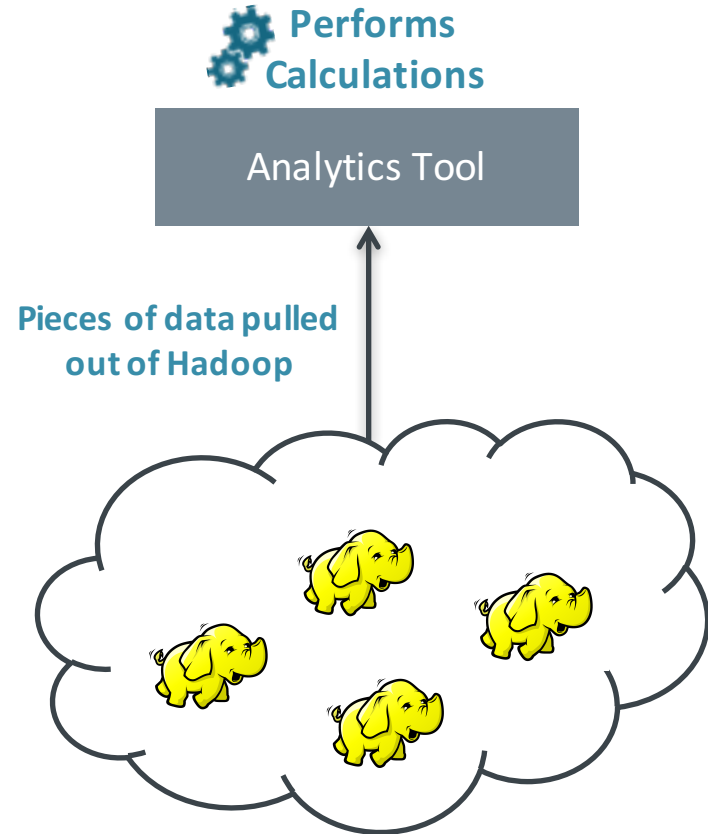 Performs
Calculations
Analytics Tool
Pieces of data pulled
out of Hadoop